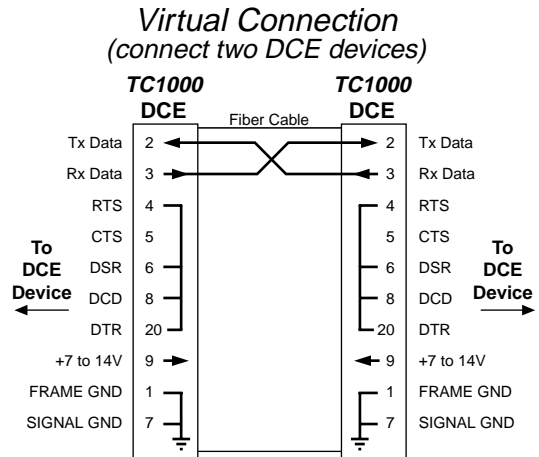 Virtual Connection
(connect two DCE devices)
TC1000 TC1000
DCE DCE
Fiber Cable
Tx Data 2 2 Tx Data
Rx Data 3 3 Rx Data
RTS 4 4 RTS
CTS 5 5 CTS
To DCE Device
To DCE Device
DSR 6 6 DSR
DCD 8 8 DCD
DTR 20 20 DTR
+7 to 14V 9 9 +7 to 14V
FRAME GND 1 1 FRAME GND
SIGNAL GND 7 7 SIGNAL GND